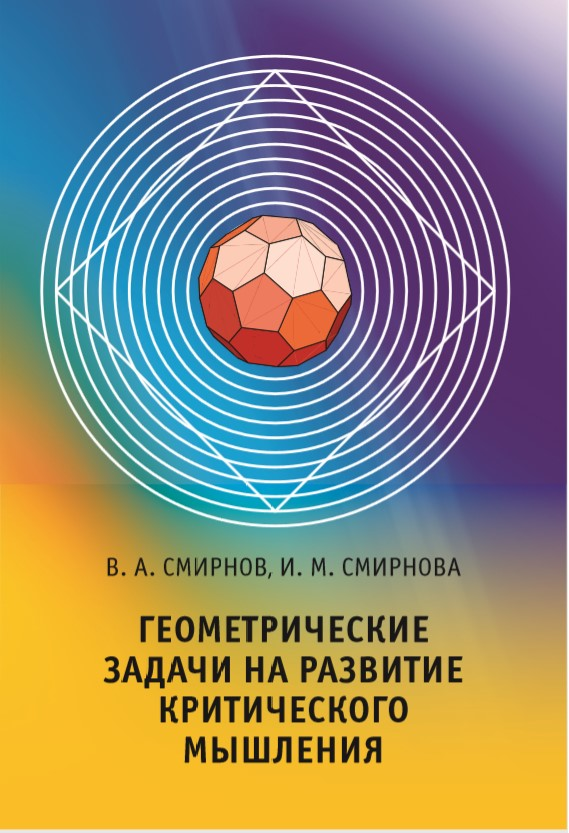 В. А. СМИРНОВ, И. М. СМИРНОВА
ГЕОМЕТРИЧЕСКИЕ
ЗАДАЧИ НА РАЗВИТИЕ
КРИТИЧЕСКОГО
МЫШЛЕНИЯ